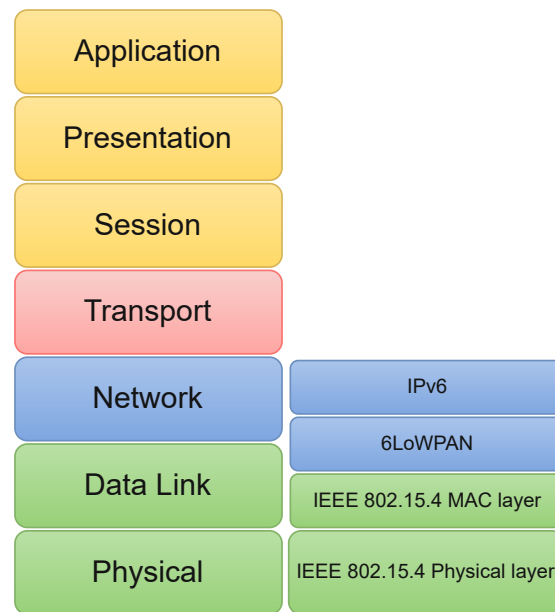 Application
Presentation
Session
Transport
Network
IPv6
6LoWPAN
Data Link
IEEE 802.15.4 MAC layer
Physical
IEEE 802.15.4 Physical layer